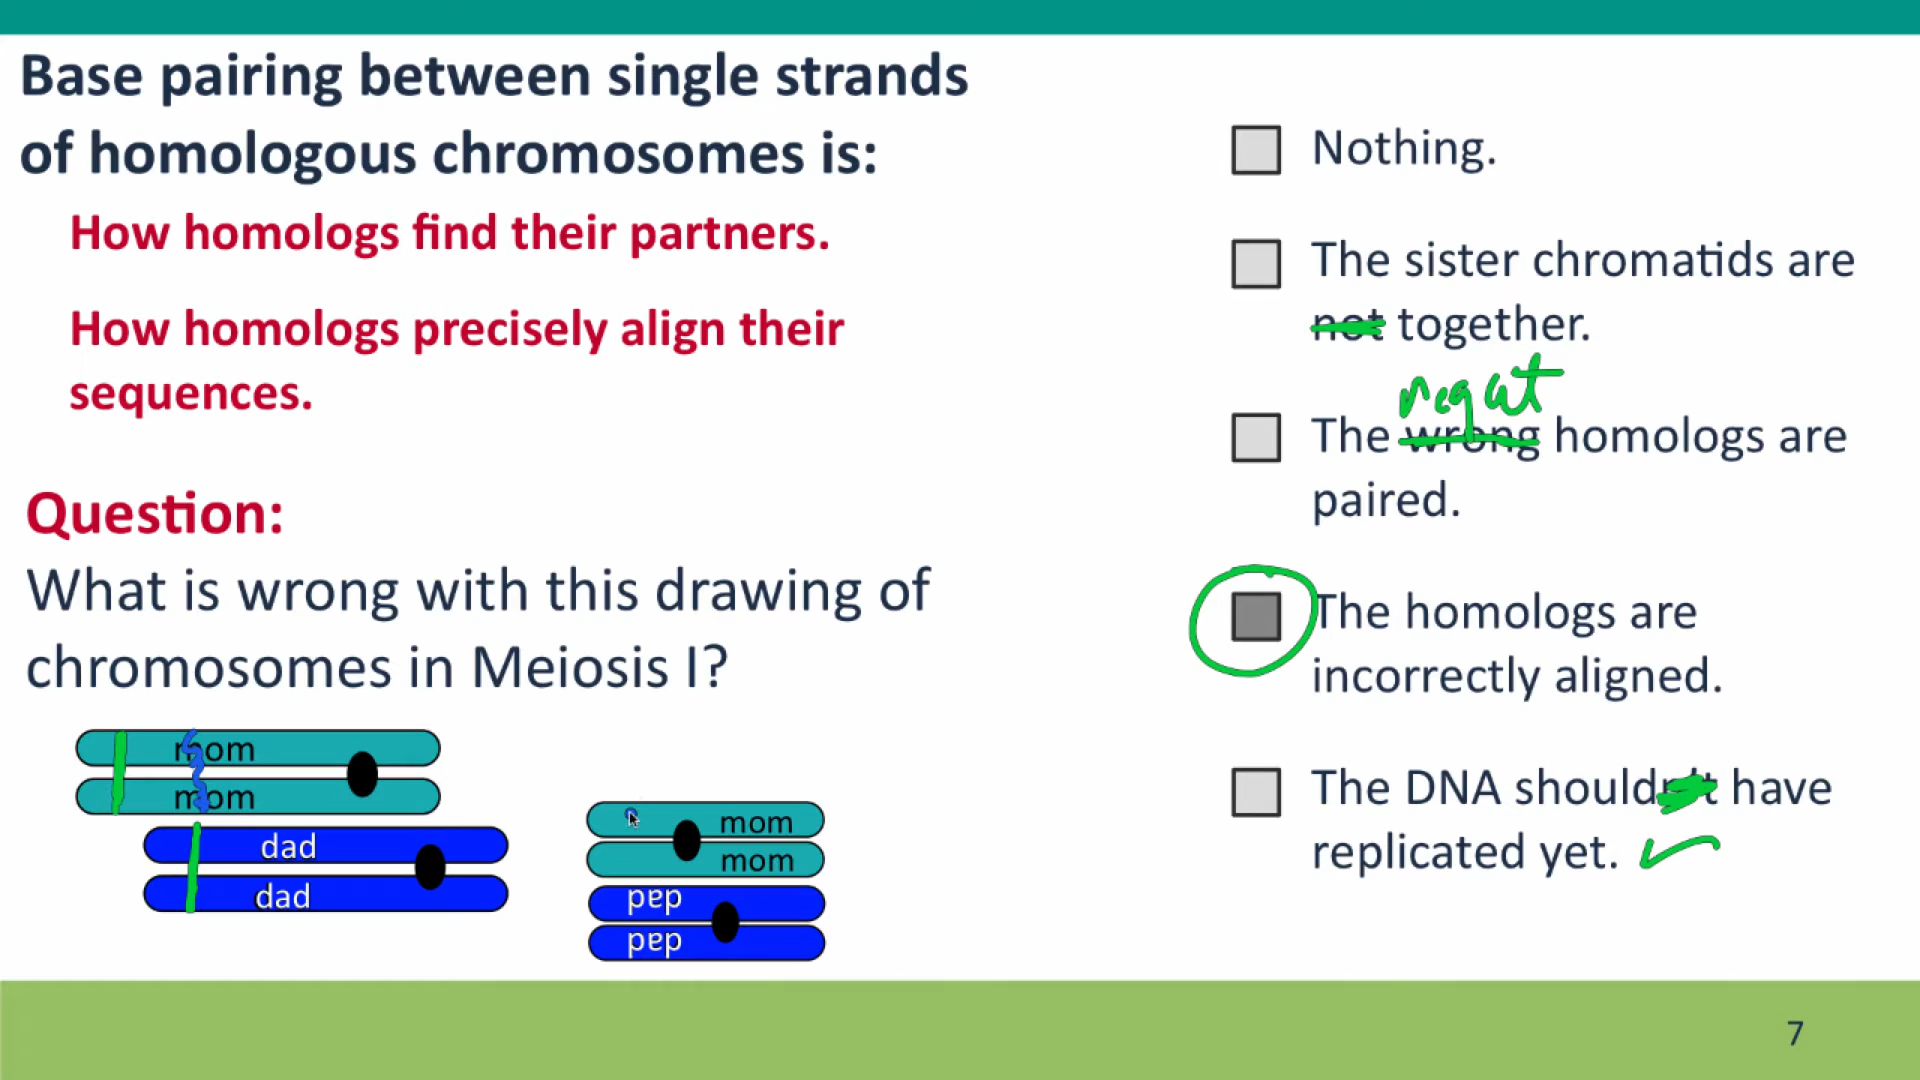 Base pairing between single strands
of homologous chromosomes is:
How homologs find their partners.
How homologs precisely align their
sequences.
Question:
What is wrong with this drawing of
chromosomes in Meiosis I?
mom
mom
dad
dad
mom
mom
dad
dad
Nothing.
The sister chromatids are
not together.
The wrong homologs are
paired.
The homologs are
incorrectly aligned.
The DNA shouldn't have
replicated yet.
7